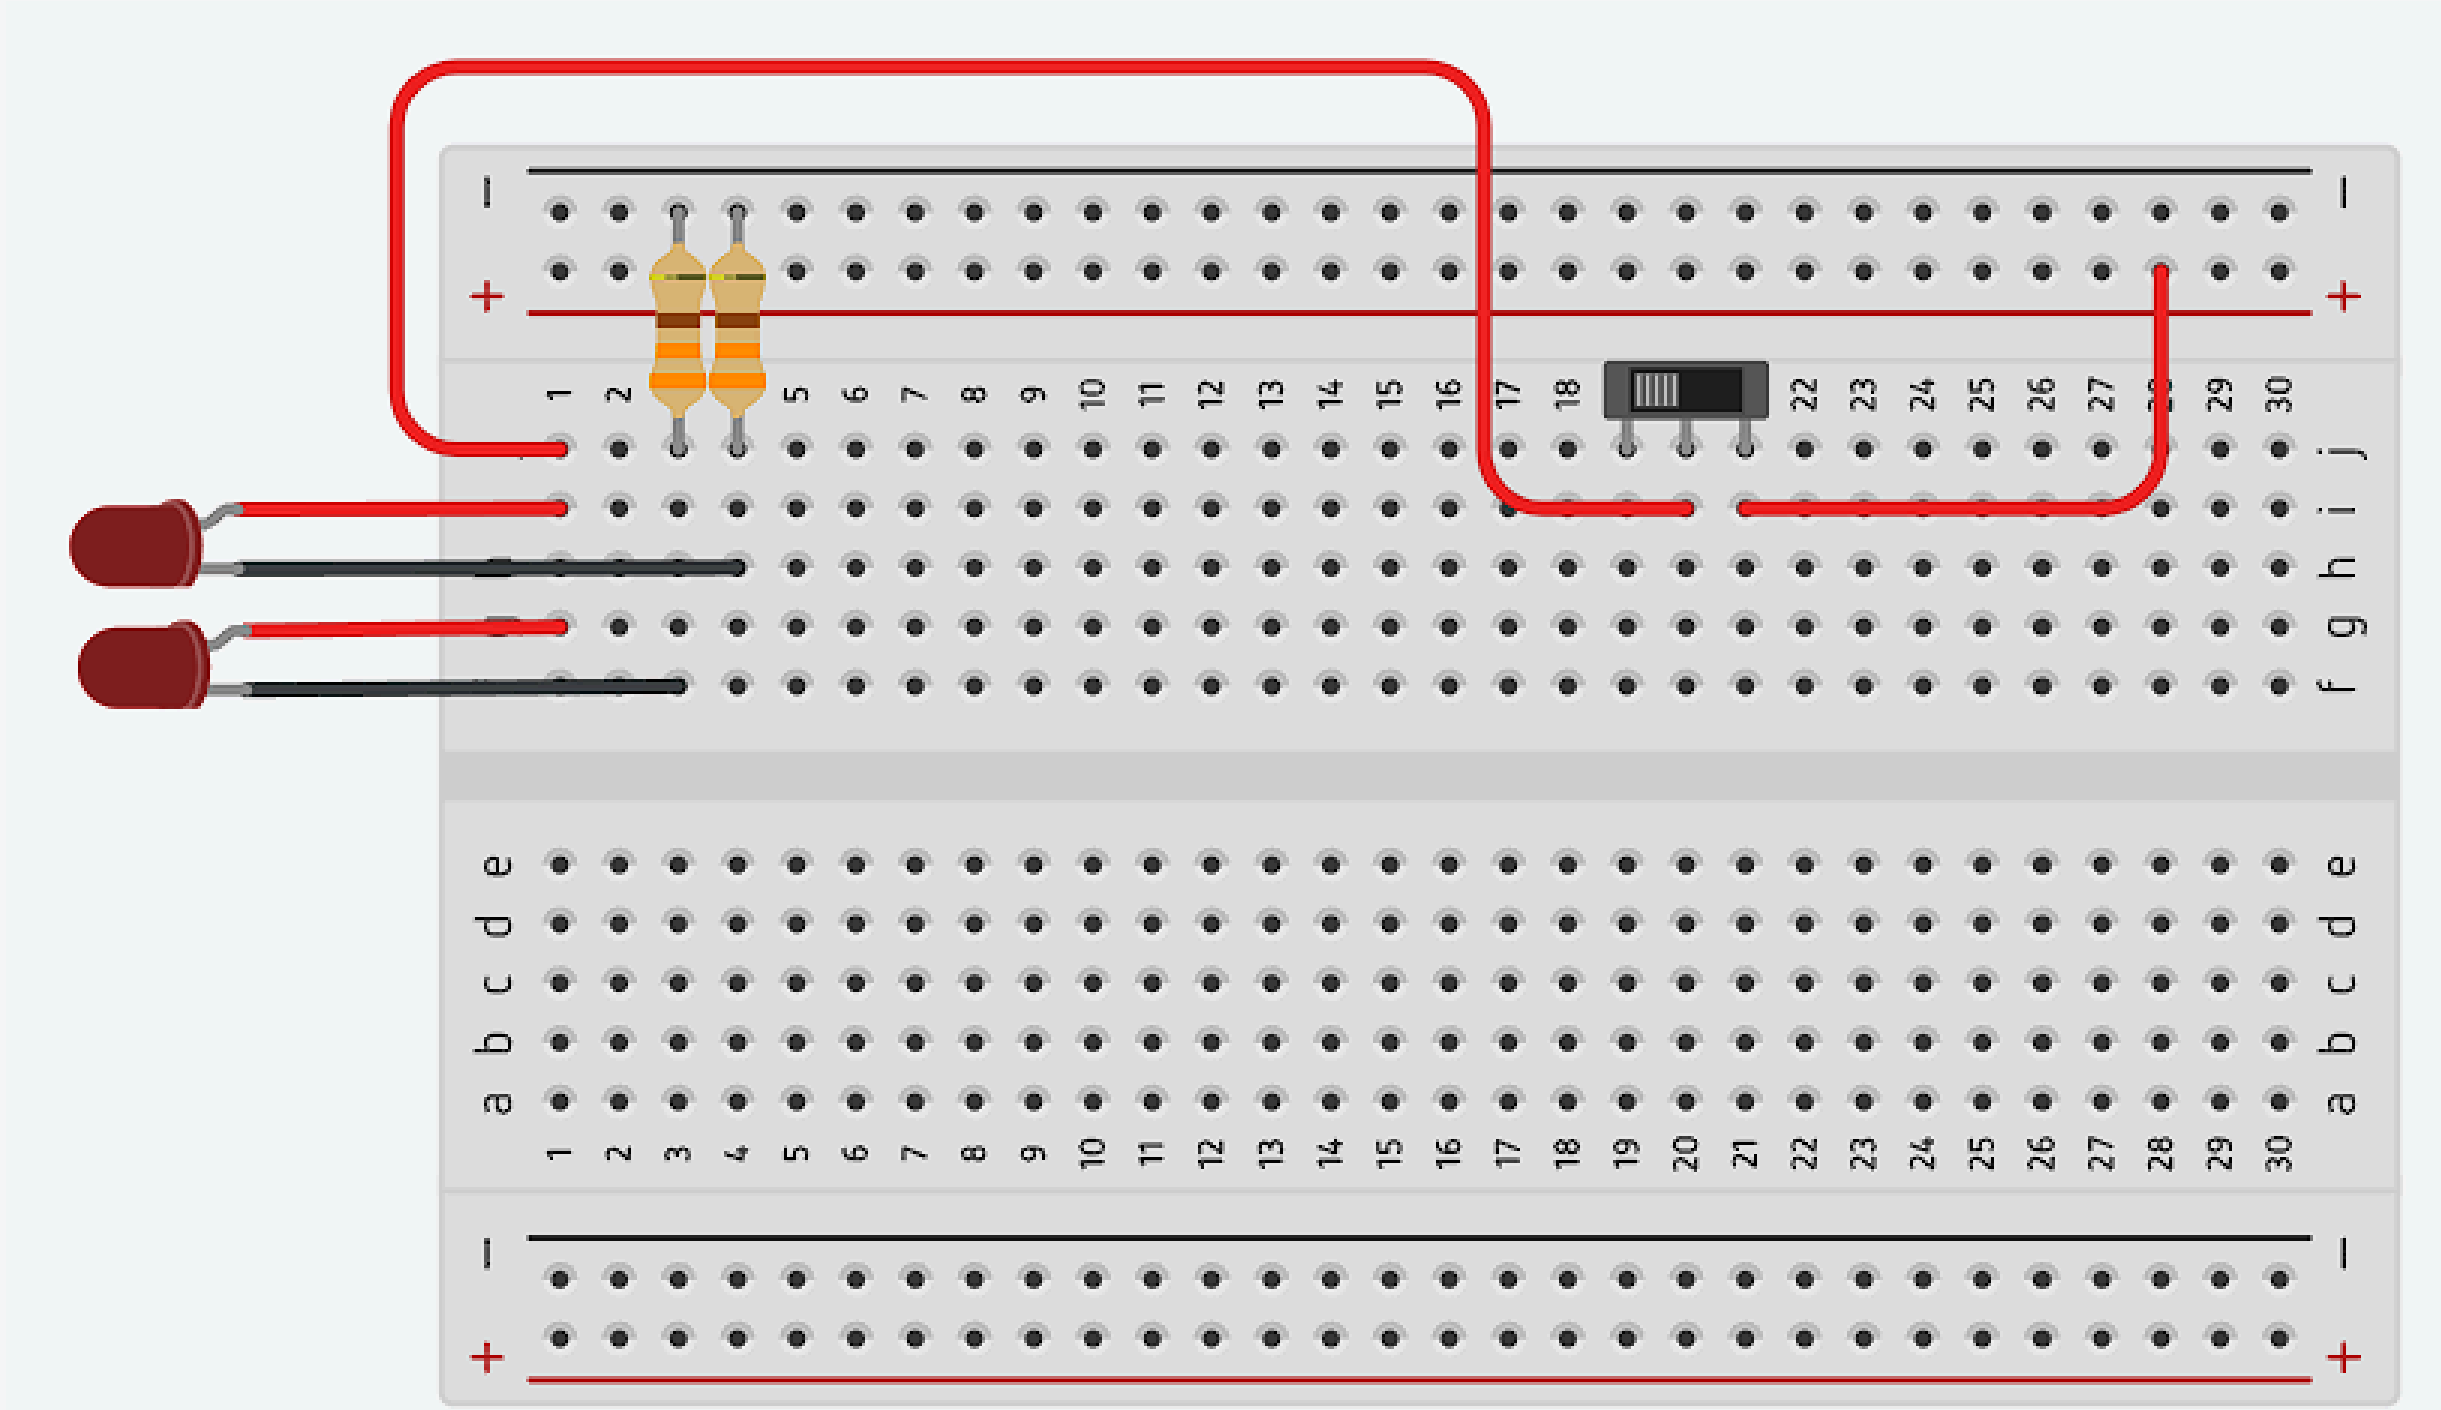 − −
+ +
1 2 5 6 7 8 9 10 11 12 13 14 15 16 17 18 22 23 24 25 26 27 28 29 30
j
i
h
g
f
e e
d d
c c
b b
a a
1 2 3 4 5 6 7 8 9 10 11 12 13 14 15 16 17 18 19 20 21 22 23 24 25 26 27 28 29 30
− −
+ +